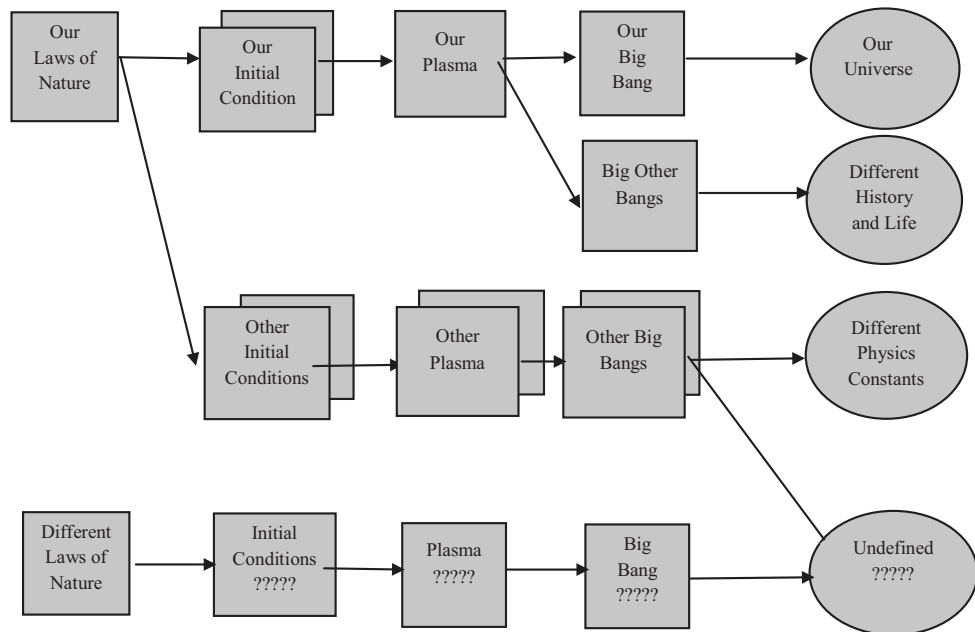 Our
Laws of
Nature
Our
Initial
Condition
Our
Plasma
Our
Big
Bang
Our
Universe
Big Other
Bangs
Different
History
and Life
Other
Initial
Conditions
Other
Plasma
Other Big
Bangs
Different
Physics
Constants
Different
Laws of
Nature
Initial
Conditions
?????
Plasma
?????
Big
Bang
?????
Undefined
?????